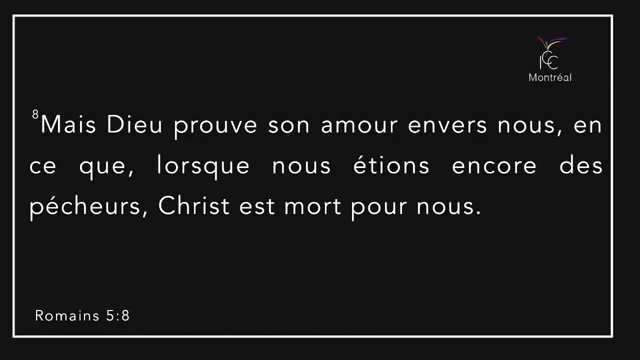 ICC
Montréal
8Mais Dieu prouve son amour envers nous, en
ce que, lorsque nous étions encore des
pécheurs, Christ est mort pour nous.
Romains 5:8